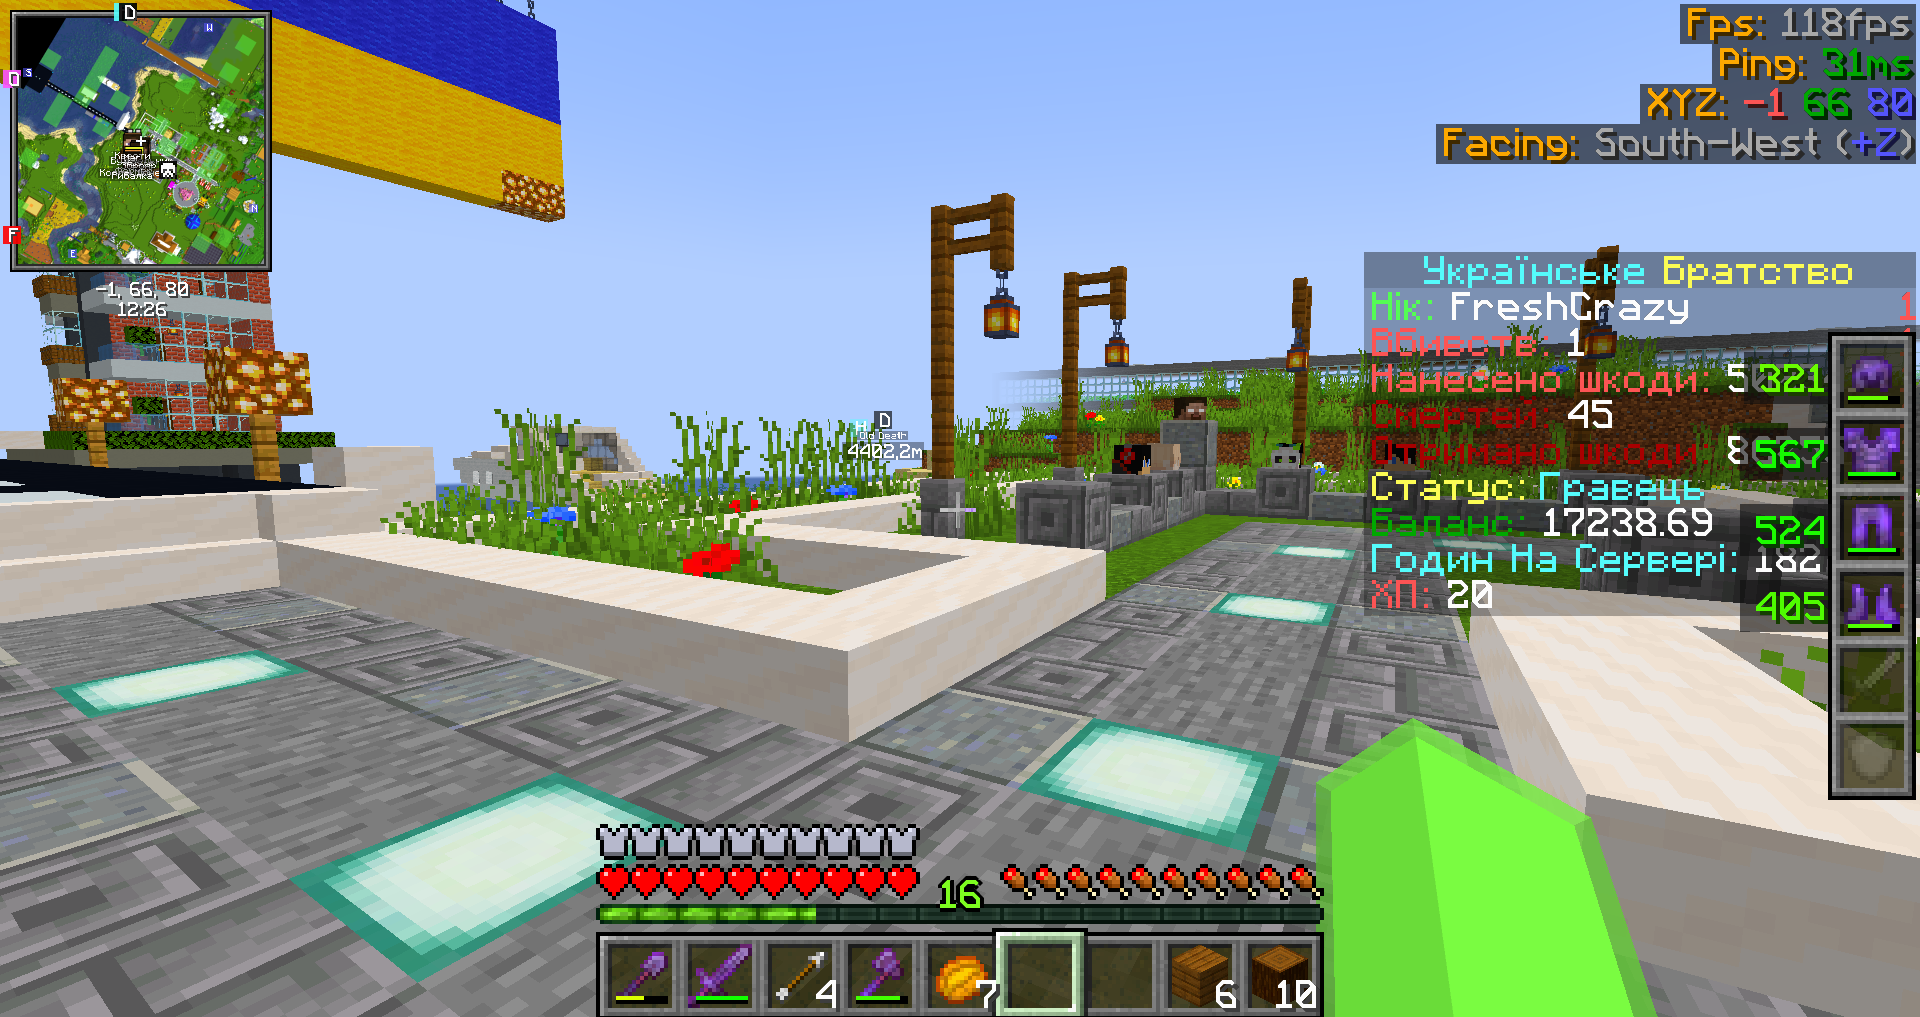 D
W
D
S
N
F
E
Рибалка
-1, 66, 80
12:26
Fps: 118fps
Ping: 31ms
XYZ: -1 66 80
Facing: South-West (+Z)
Українське Братство
Нік: FreshCrazy 1
Вбивств: 1
Нанесено шкоди: 5
321
Смертей: 45
Отримано шкоди: 8
567
Статус: Гравець
Баланс: 17238.69
524
Годин На Сервері: 182
ХП: 20
405
D
Old Death
4402,2m
16
4
7
6
10